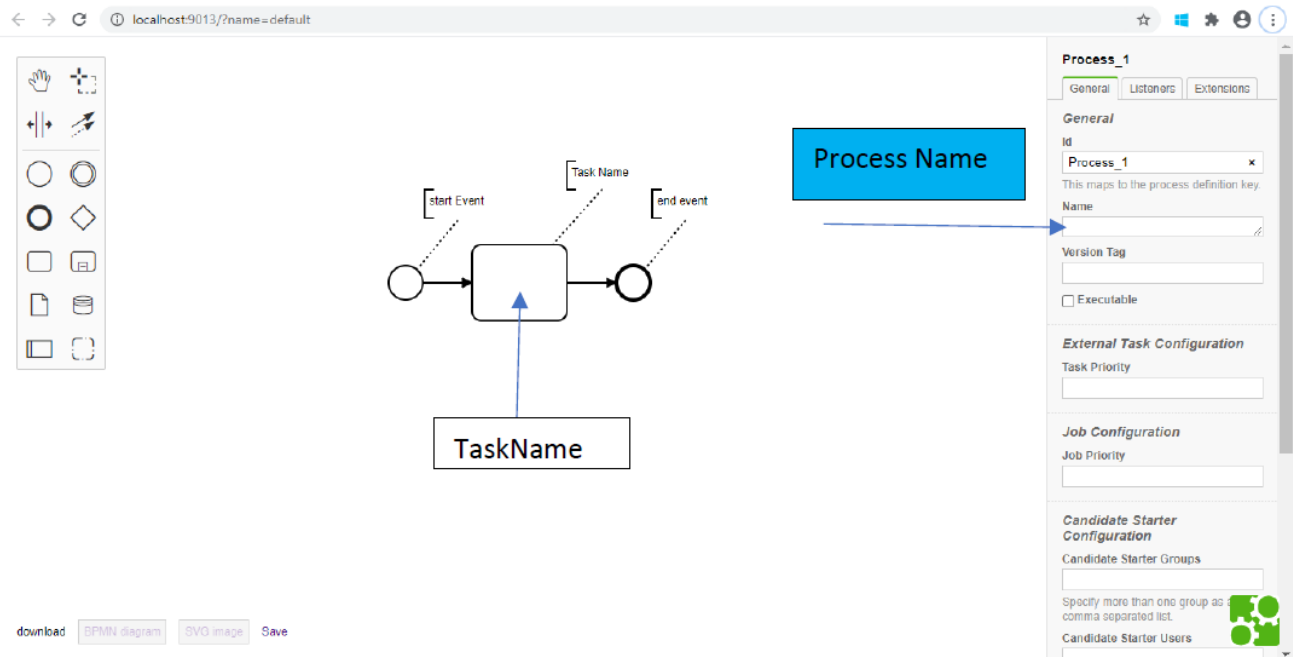 localhost:9013/?name=default
Process_1
General Listeners Extensions
General
Id
Process_1 ×
This maps to the process definition key.
Name
Version Tag
Executable
External Task Configuration
Task Priority
Job Configuration
Job Priority
Candidate Starter
Configuration
Candidate Starter Groups
Specify more than one group as
comma separated list.
Candidate Starter Users
Process Name
Task Name
start Event
end event
TaskName
download BPMN diagram SVG image Save